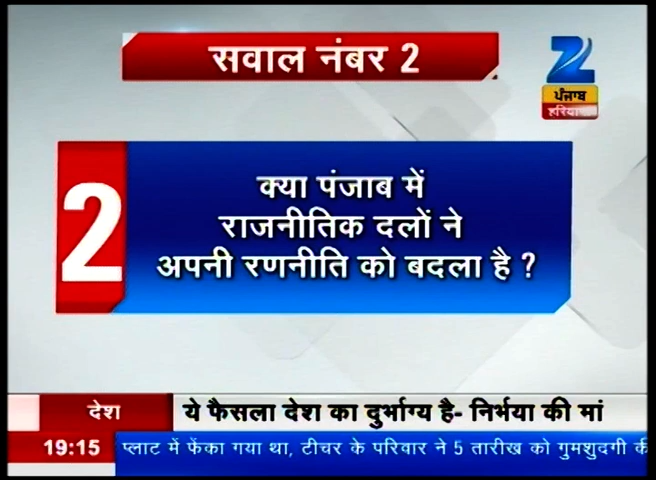 सवाल नंबर 2
Z
ਪੰਜਾਬ
हरियाणा
2
क्या पंजाब में
राजनीतिक दलों ने
अपनी रणनीति को बदला है ?
देश
ये फैसला देश का दुर्भाग्य है- निर्भया की मां
19:15
प्लाट में फेंका गया था, टीचर के परिवार ने 5 तारीख को गुमशुदगी की